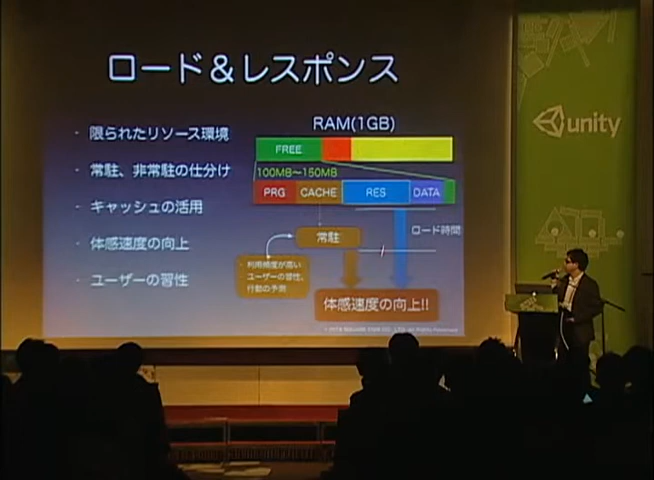 ロード&レスポンス
・ 限られたリソース環境
・ 常駐、非常駐の仕分け
・ キャッシュの活用
・ 体感速度の向上
・ ユーザーの習性
RAM(1GB)
FREE
100MB〜150MB
PRG CACHE RES DATA
常駐
ロード時間
利用頻度が高い
ユーザーの習性、
行動の予測
体感速度の向上!!
unity